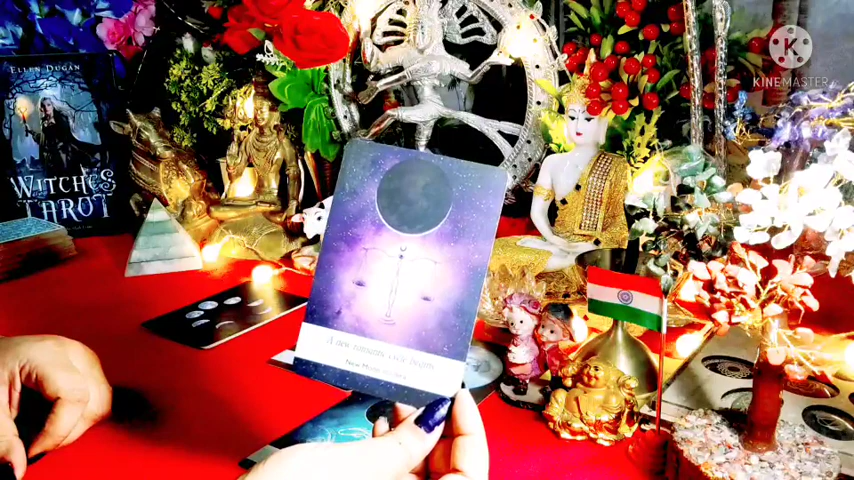 ELLEN DUGAN
WITCHES
TAROT
KINEMASTER
A new romantic cycle begins
New Moon in Libra